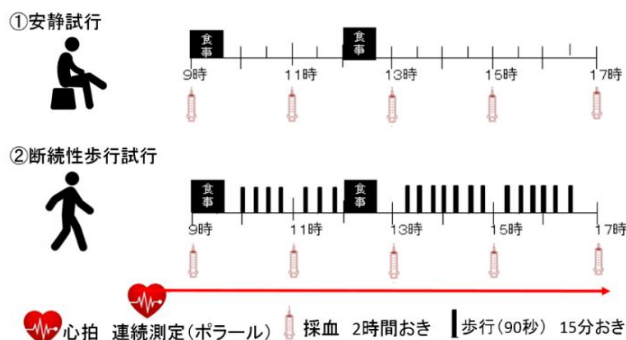 ①安静試行
食事
食事
9時 11時 13時 15時 17時
②断続性歩行試行
食事
食事
9時 11時 13時 15時 17時
心拍 連続測定(ポラール) 採血 2時間おき 歩行(90秒) 15分おき